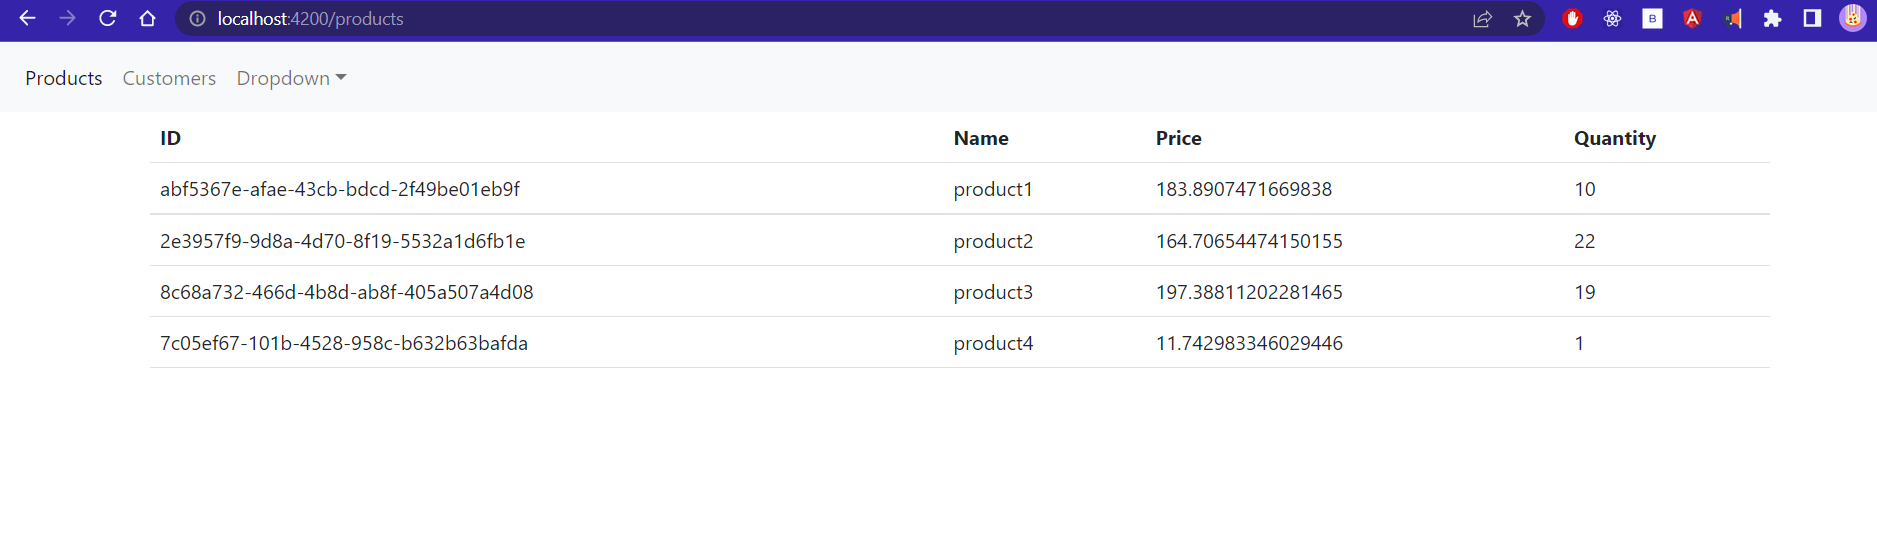 localhost:4200/products
B
A
Products Customers Dropdown
ID Name Price Quantity
abf5367e-afae-43cb-bdcd-2f49be01eb9f product1 183.8907471669838 10
2e3957f9-9d8a-4d70-8f19-5532a1d6fb1e product2 164.70654474150155 22
8c68a732-466d-4b8d-ab8f-405a507a4d08 product3 197.38811202281465 19
7c05ef67-101b-4528-958c-b632b63bafda product4 11.742983346029446 1